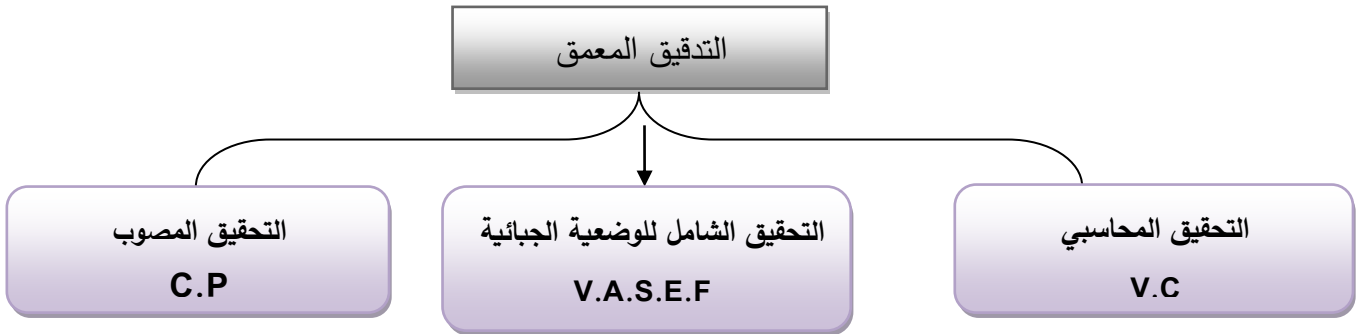 التدقيق المعمق
التحقيق المحاسبي
V.C
التحقيق الشامل للوضعية الجبائية
V.A.S.E.F
التحقيق المصوب
C.P